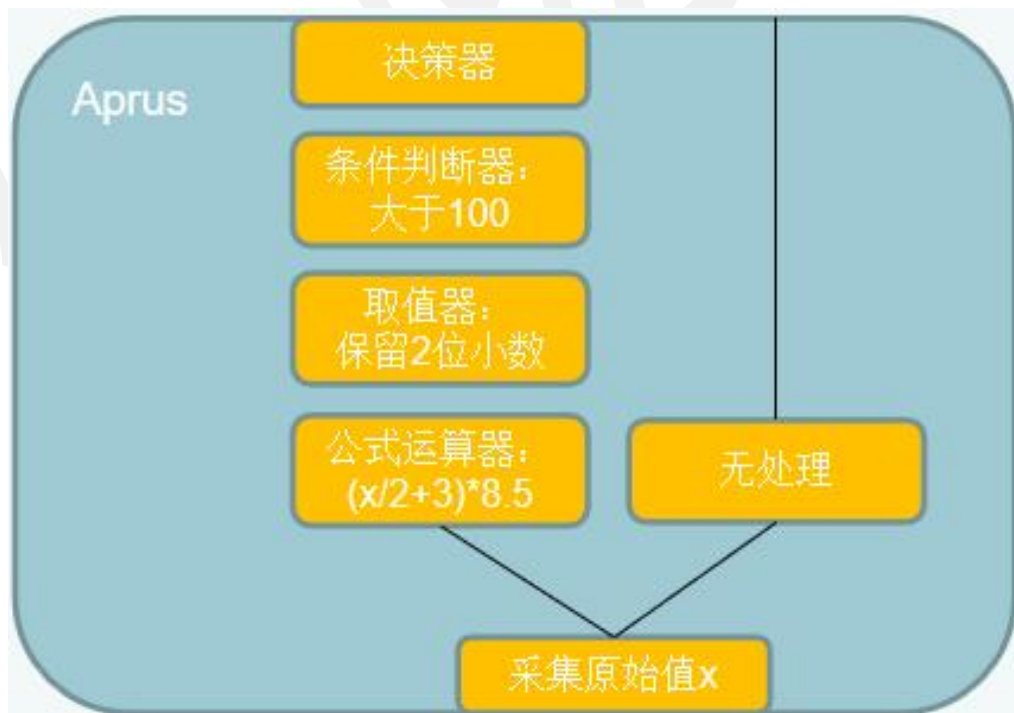 Aprus
决策器
条件判断器：
大于100
取值器：
保留2位小数
公式运算器：
(x/2+3)*8.5
无处理
采集原始值x